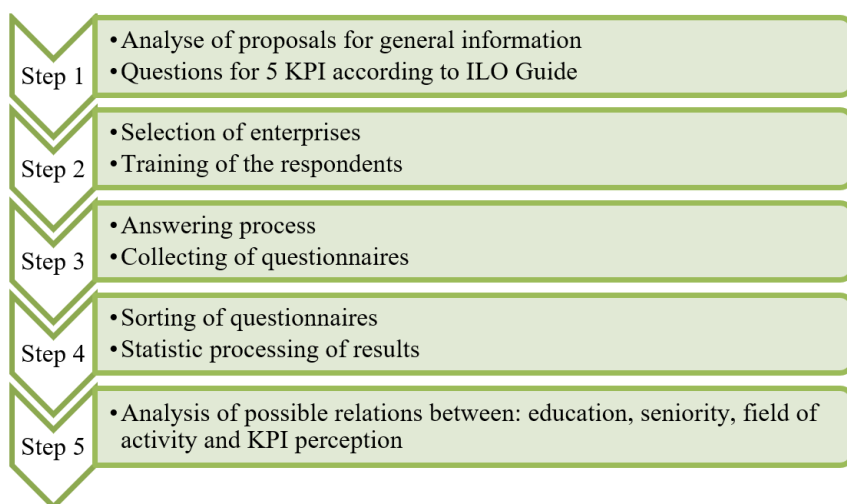 Step 1
•Analyse of proposals for general information
•Questions for 5 KPI according to ILO Guide
Step 2
•Selection of enterprises
•Training of the respondents
Step 3
•Answering process
•Collecting of questionnaires
Step 4
•Sorting of questionnaires
•Statistic processing of results
Step 5
•Analysis of possible relations between: education, seniority, field of
activity and KPI perception